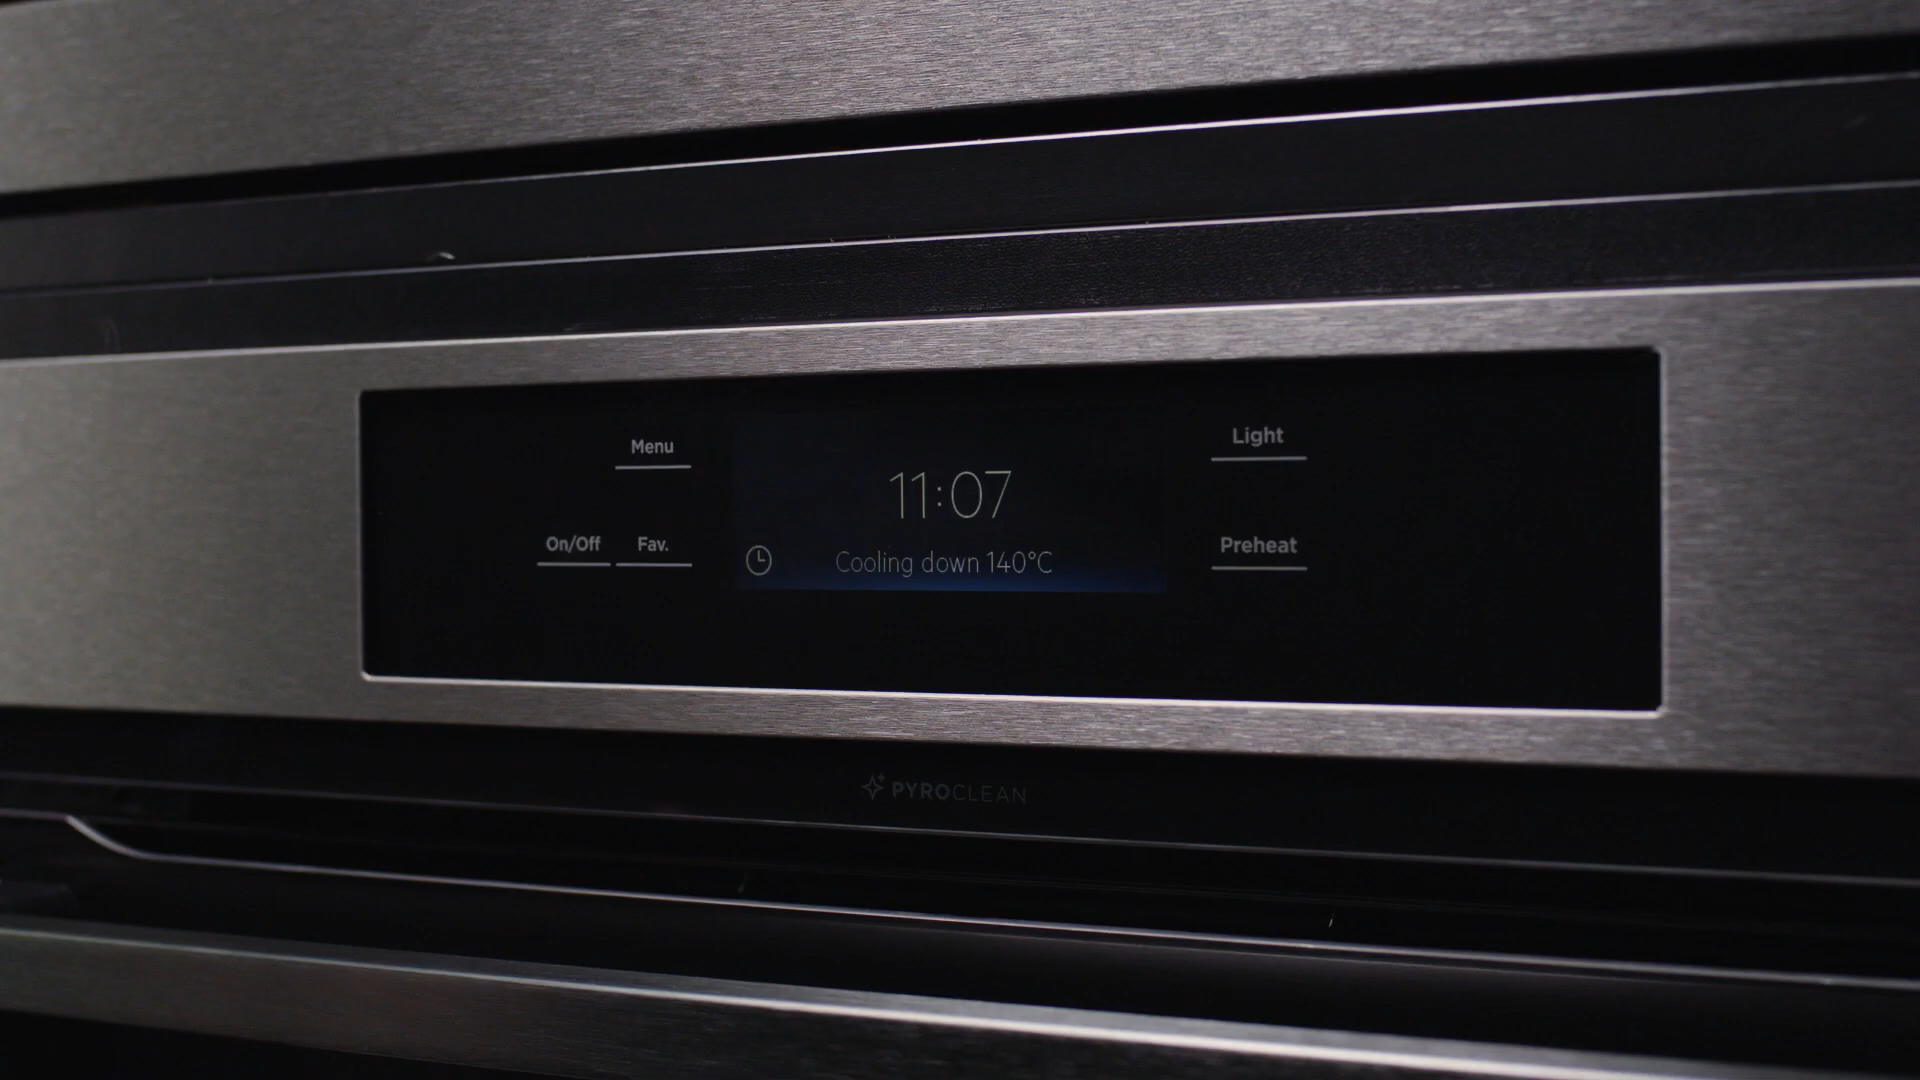 Menu
Light
11:07
On/Off
Fav.
Cooling down 140°C
Preheat
PYROCLEAN